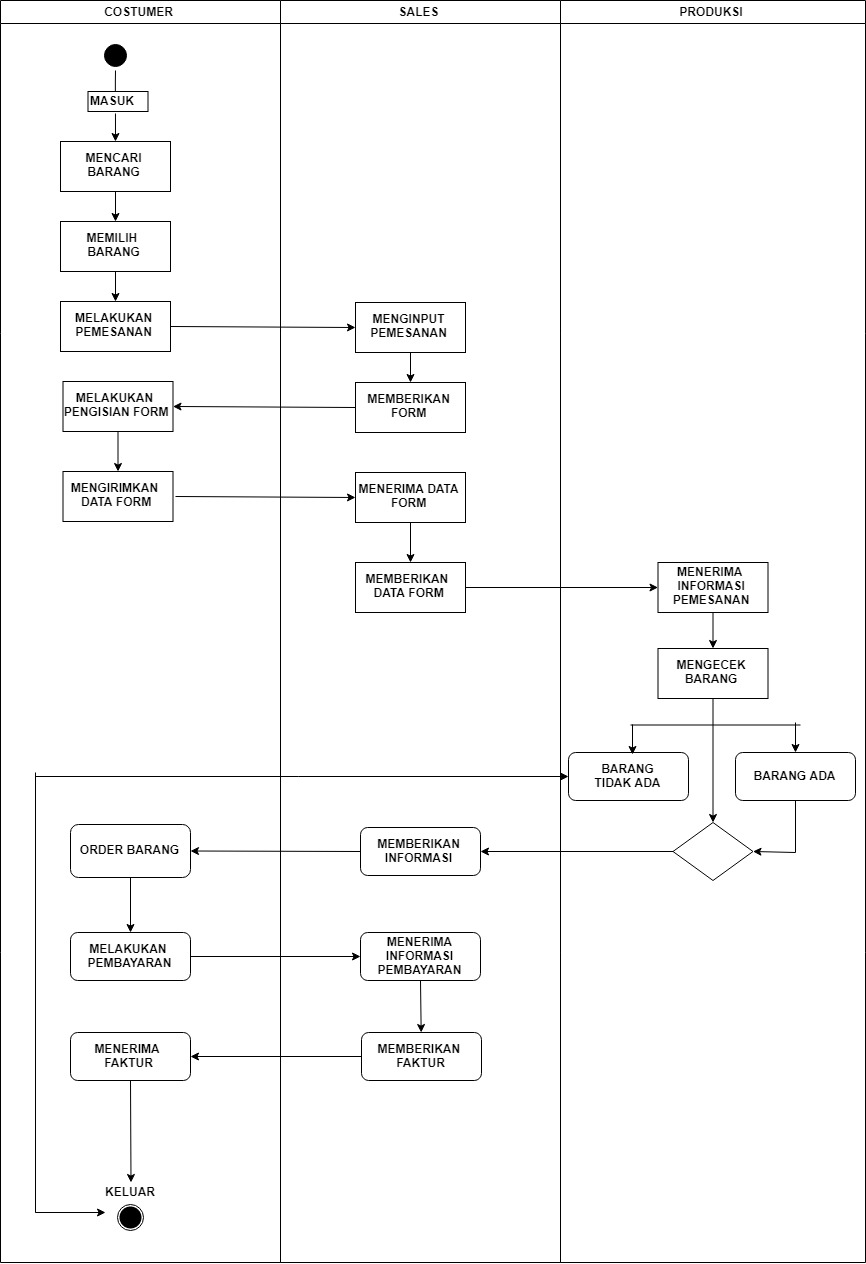 COSTUMER
SALES
PRODUKSI
MASUK
MENCARI
BARANG
MEMILIH
BARANG
MELAKUKAN
PEMESANAN
MENGINPUT
PEMESANAN
MELAKUKAN
PENGISIAN FORM
MEMBERIKAN
FORM
MENGIRIMKAN
DATA FORM
MENERIMA DATA
FORM
MEMBERIKAN
DATA FORM
MENERIMA
INFORMASI
PEMESANAN
MENGECEK
BARANG
BARANG
TIDAK ADA
BARANG ADA
ORDER BARANG
MEMBERIKAN
INFORMASI
MELAKUKAN
PEMBAYARAN
MENERIMA
INFORMASI
PEMBAYARAN
MENERIMA
FAKTUR
MEMBERIKAN
FAKTUR
KELUAR